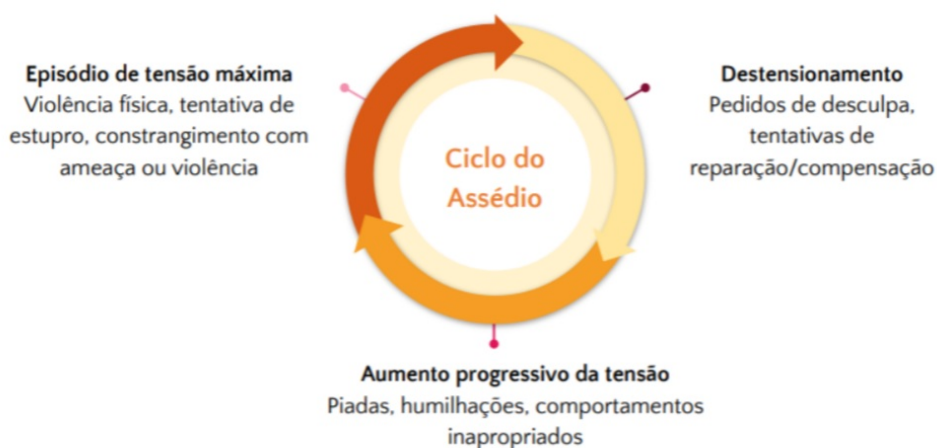 Episódio de tensão máxima
Violência física, tentativa de
estupro, constrangimento com
ameaça ou violência
Ciclo do
Assédio
Destensionamento
Pedidos de desculpa,
tentativas de
reparação/compensação
Aumento progressivo da tensão
Piadas, humilhações, comportamentos
inapropriados